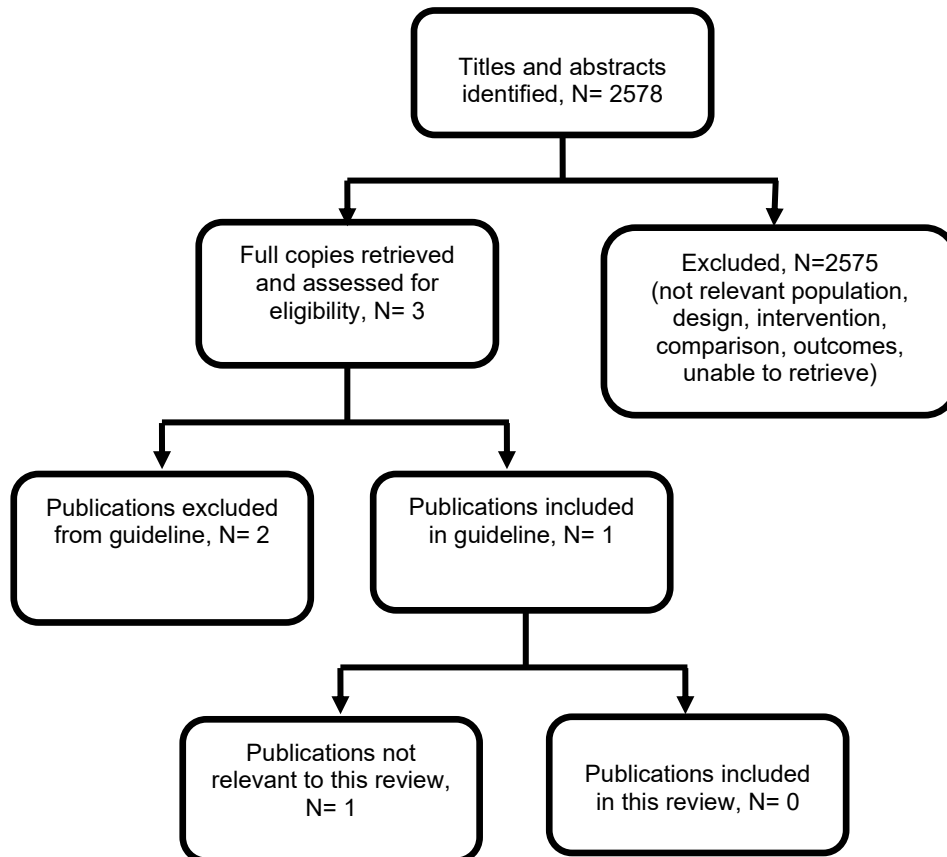 Titles and abstracts
identified, N= 2578
Full copies retrieved
and assessed for
eligibility, N= 3
Excluded, N=2575
(not relevant population,
design, intervention,
comparison, outcomes,
unable to retrieve)
Publications excluded
from guideline, N= 2
Publications included
in guideline, N= 1
Publications not
relevant to this review,
N= 1
Publications included
in this review, N= 0